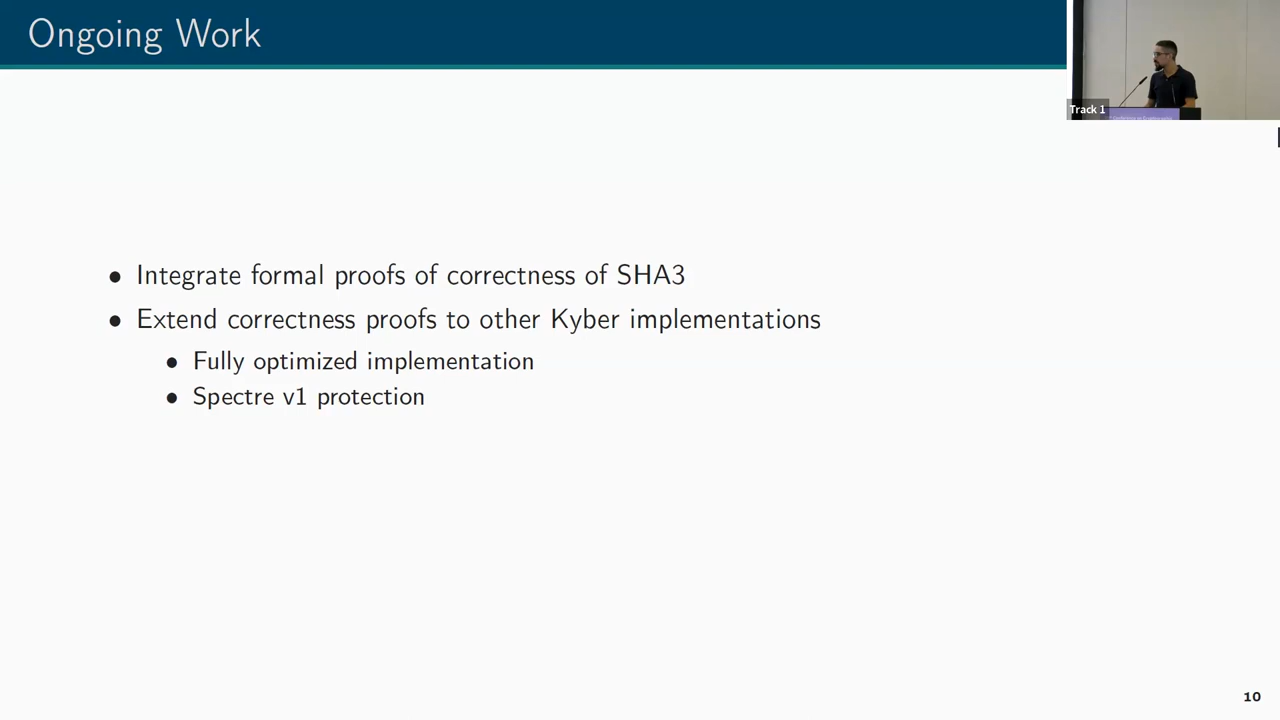 Ongoing Work
Track 1
• Integrate formal proofs of correctness of SHA3
• Extend correctness proofs to other Kyber implementations
• Fully optimized implementation
• Spectre v1 protection
10